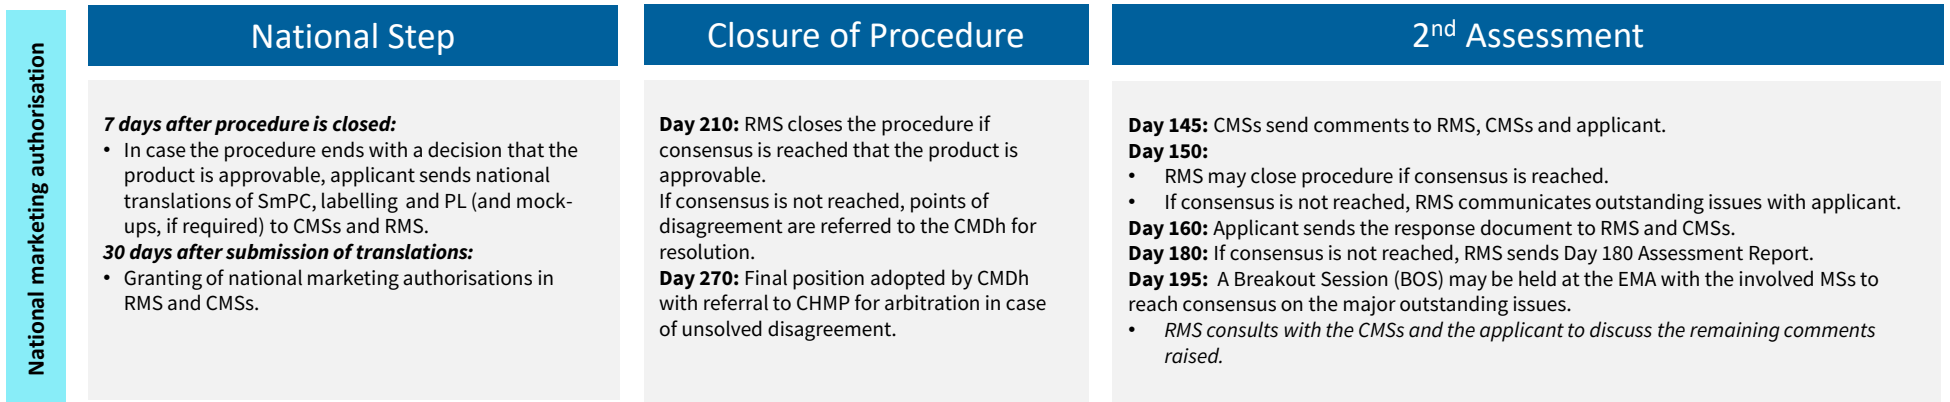 National marketing authorisation
National Step
7 days after procedure is closed:
• In case the procedure ends with a decision that the
product is approvable, applicant sends national
translations of SmPC, labelling and PL (and mock-
ups, if required) to CMSs and RMS.
30 days after submission of translations:
• Granting of national marketing authorisations in
RMS and CMSs.
Closure of Procedure
Day 210: RMS closes the procedure if
consensus is reached that the product is
approvable.
If consensus is not reached, points of
disagreement are referred to the CMDh for
resolution.
Day 270: Final position adopted by CMDh
with referral to CHMP for arbitration in case
of unsolved disagreement.
2nd Assessment
Day 145: CMSs send comments to RMS, CMSs and applicant.
Day 150:
• RMS may close procedure if consensus is reached.
• If consensus is not reached, RMS communicates outstanding issues with applicant.
Day 160: Applicant sends the response document to RMS and CMSs.
Day 180: If consensus is not reached, RMS sends Day 180 Assessment Report.
Day 195: A Breakout Session (BOS) may be held at the EMA with the involved MSs to
reach consensus on the major outstanding issues.
• RMS consults with the CMSs and the applicant to discuss the remaining comments
raised.